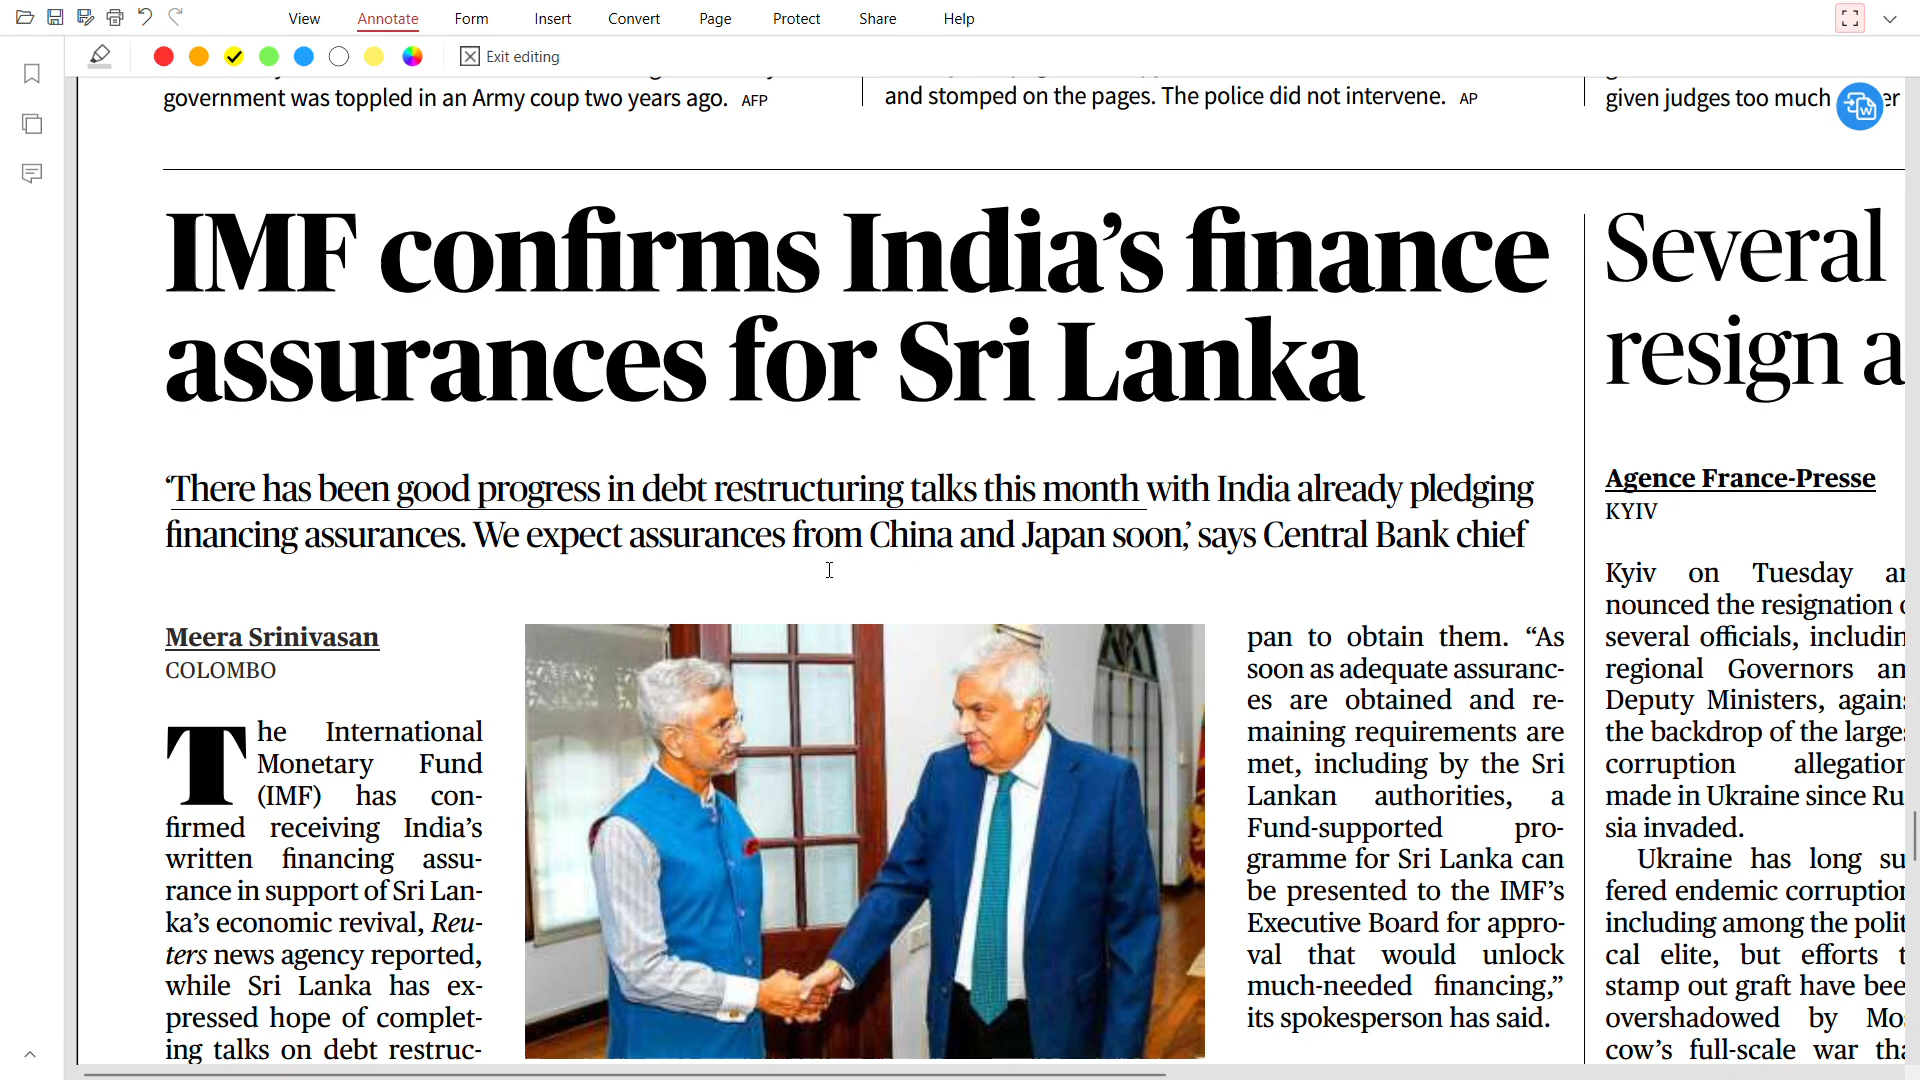 View Annotate Form Insert Convert Page Protect Share Help
Exit editing
government was toppled in an Army coup two years ago. AFP
and stomped on the pages. The police did not intervene. AP
given judges too much
IMF confirms India’s finance
assurances for Sri Lanka
‘There has been good progress in debt restructuring talks this month with India already pledging
financing assurances. We expect assurances from China and Japan soon,’ says Central Bank chief
Meera Srinivasan
COLOMBO
The International
Monetary Fund
(IMF) has con-
firmed receiving India’s
written financing assu-
rance in support of Sri Lan-
ka’s economic revival, Reu-
ters news agency reported,
while Sri Lanka has ex-
pressed hope of complet-
ing talks on debt restruc-
pan to obtain them. “As
soon as adequate assuranc-
es are obtained and re-
maining requirements are
met, including by the Sri
Lankan authorities, a
Fund-supported pro-
gramme for Sri Lanka can
be presented to the IMF’s
Executive Board for appro-
val that would unlock
much-needed financing,”
its spokesperson has said.
Several
resign a
Agence France-Presse
KYIV
Kyiv on Tuesday an
nounced the resignation o
several officials, includin
regional Governors an
Deputy Ministers, agains
the backdrop of the larges
corruption allegation
made in Ukraine since Ru
sia invaded.
Ukraine has long su
fered endemic corruption
including among the polit
cal elite, but efforts t
stamp out graft have bee
overshadowed by Mos
cow’s full-scale war tha